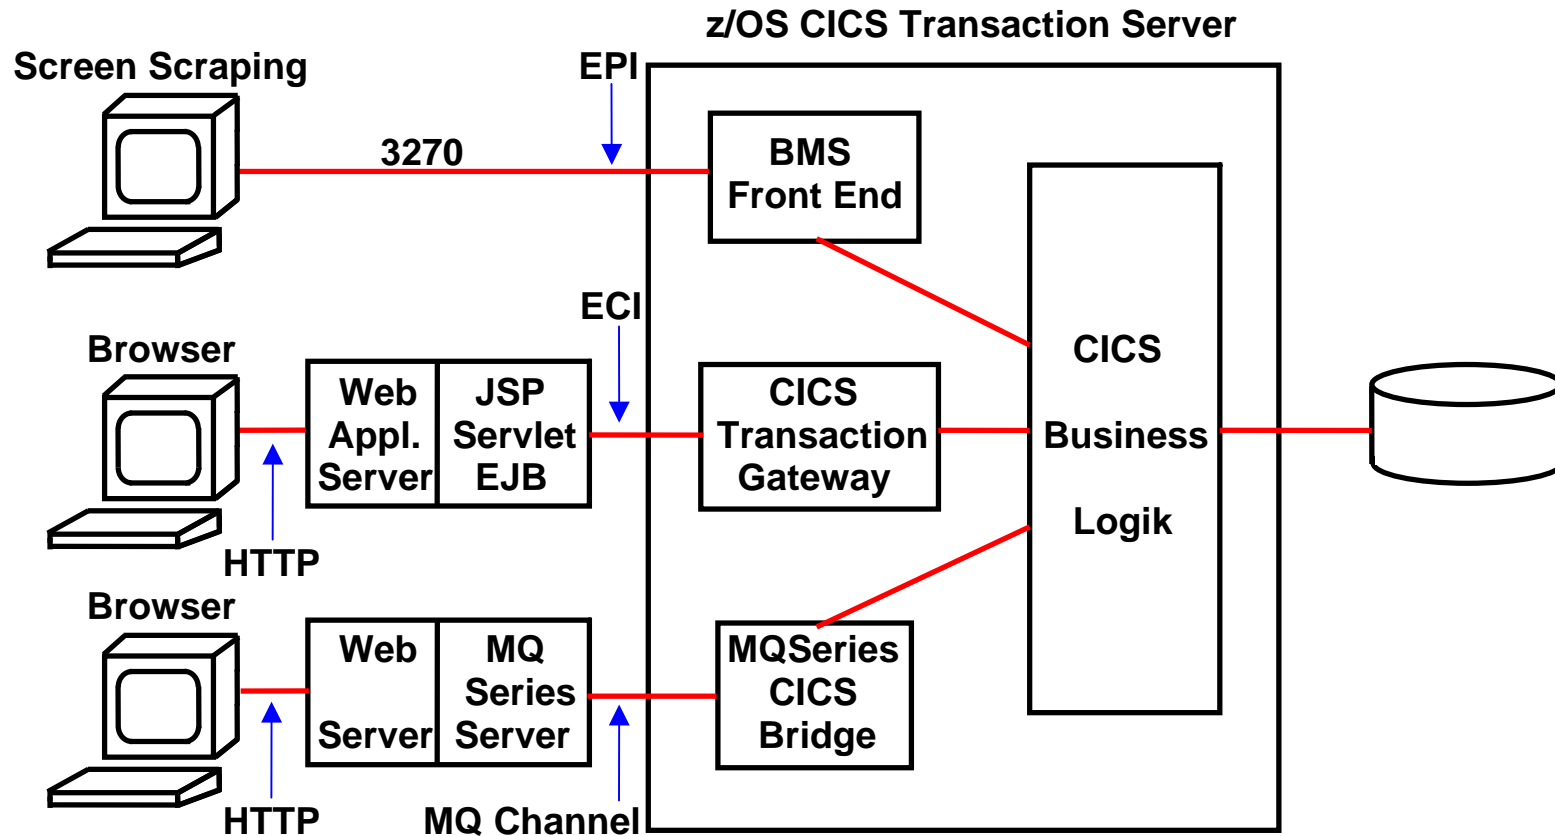 z/OS CICS Transaction Server
Screen Scraping
EPI
3270
BMS
Front End
ECI
Browser
Web
Appl.
Server
JSP
Servlet
EJB
CICS
Transaction
Gateway
CICS
Business
Logik
HTTP
Browser
Web
Server
MQ
Series
Server
MQSeries
CICS
Bridge
HTTP
MQ Channel